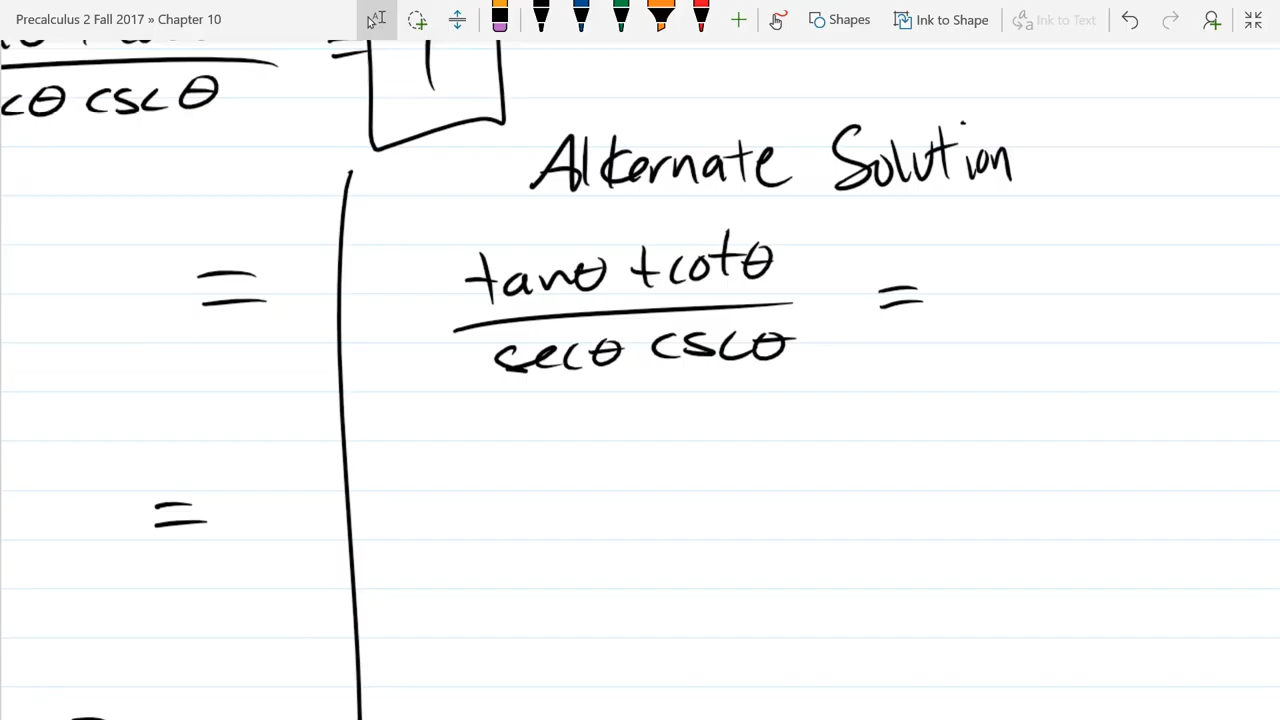 Precalculus 2 Fall 2017 » Chapter 10
Shapes
Ink to Shape
Ink to Text
= 1
cθ cscθ
Alternate Solution
=
tanθ + cotθ
secθ cscθ
=
=